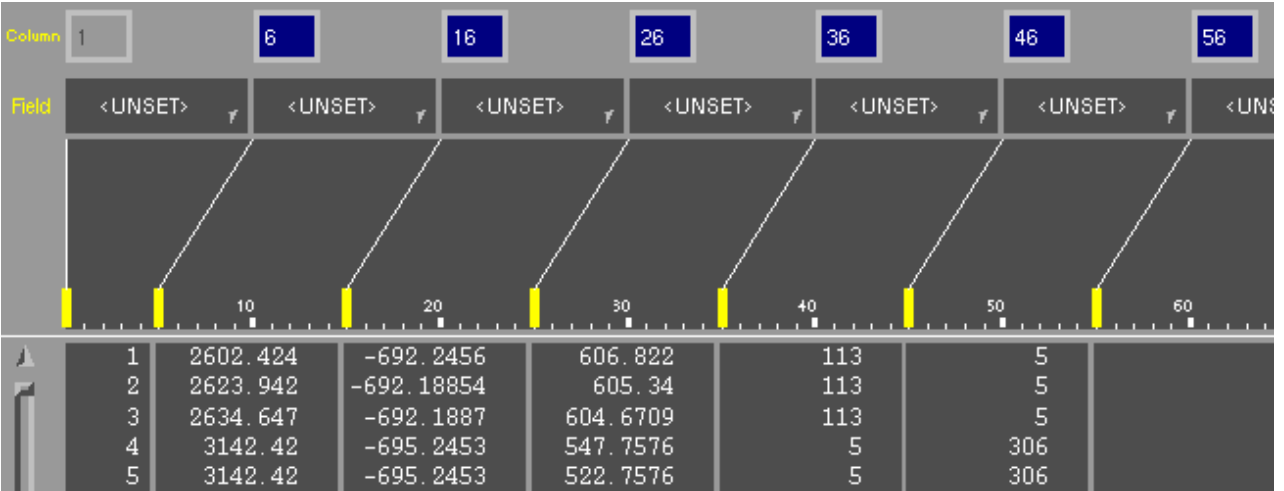 Column 1 6 16 26 36 46 56
Field <UNSET> <UNSET> <UNSET> <UNSET> <UNSET> <UNSET> <UNS
10 20 30 40 50 60
1 2602.424 -692.2456 606.822 113 5
2 2623.942 -692.18854 605.34 113 5
3 2634.647 -692.1887 604.6709 113 5
4 3142.42 -695.2453 547.7576 5 306
5 3142.42 -695.2453 522.7576 5 306